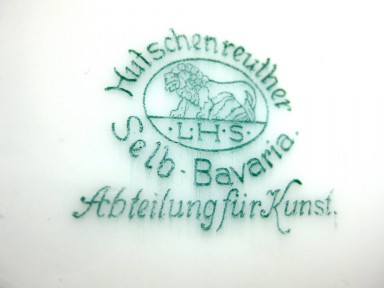 Hutschenreuther
· L · H · S ·
Selb - Bavaria.
Abteilung für Kunst.